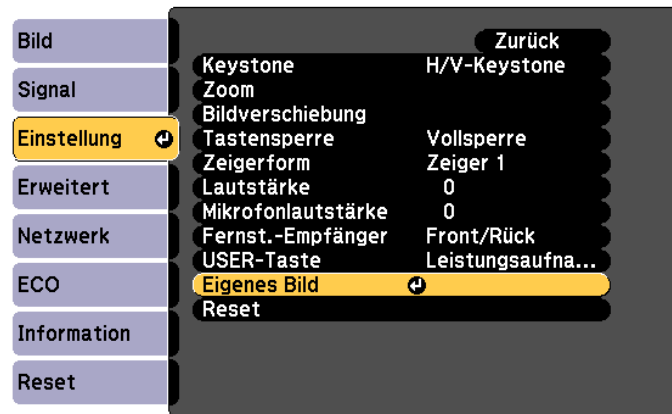 Bild
Signal
Einstellung
Erweitert
Netzwerk
ECO
Information
Reset
Zurück
Keystone H/V-Keystone
Zoom
Bildverschiebung
Tastensperre Vollsperre
Zeigerform Zeiger 1
Lautstärke 0
Mikrofonlautstärke 0
Fernst.-Empfänger Front/Rück
USER-Taste Leistungsaufna...
Eigenes Bild
Reset